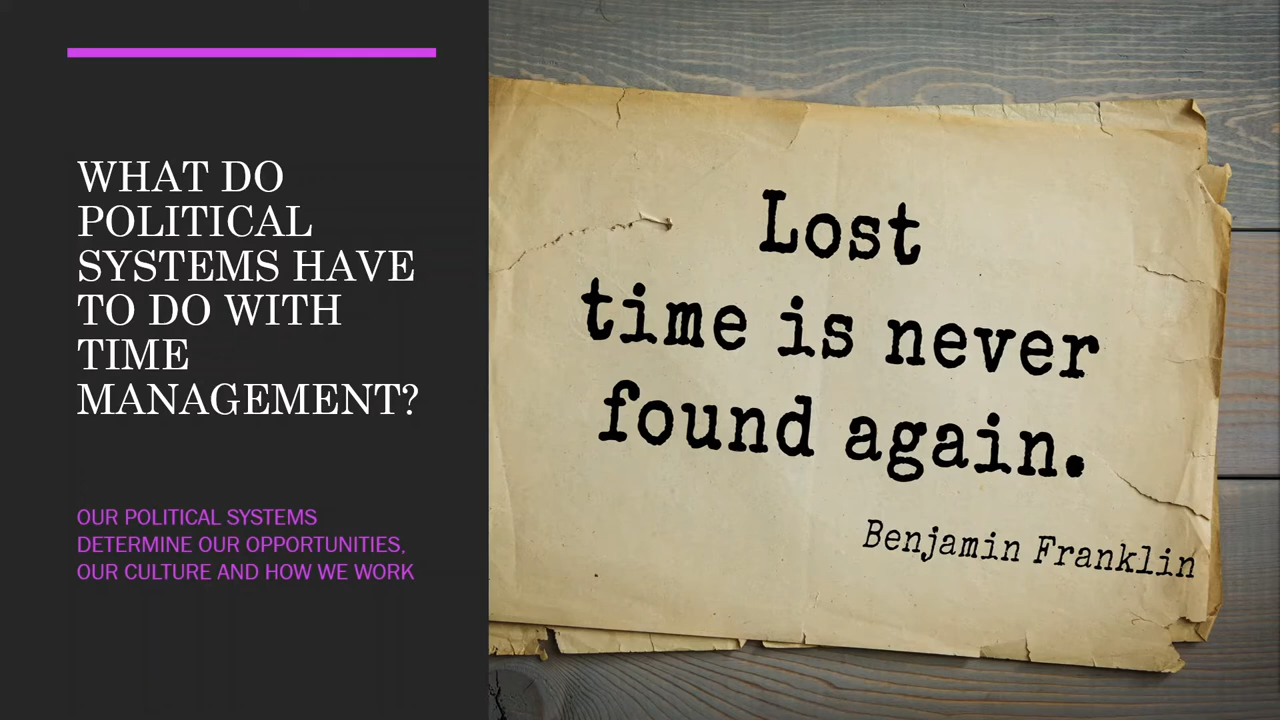 WHAT DO
POLITICAL
SYSTEMS HAVE
TO DO WITH
TIME
MANAGEMENT?
OUR POLITICAL SYSTEMS
DETERMINE OUR OPPORTUNITIES,
OUR CULTURE AND HOW WE WORK
Lost
time is never
found again.
Benjamin Franklin